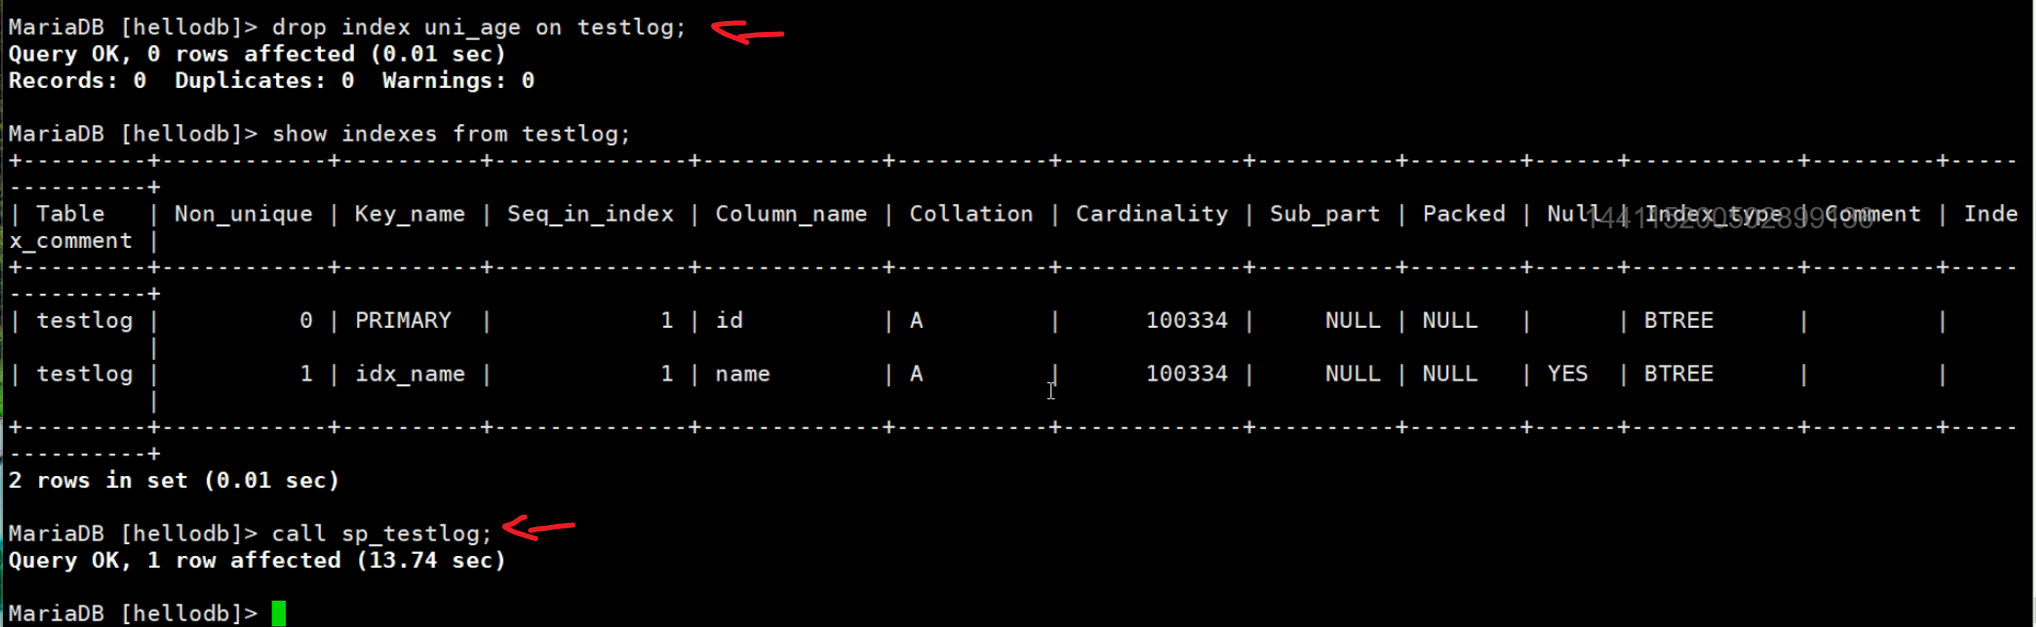 MariaDB [hellodb]> drop index uni_age on testlog;
Query OK, 0 rows affected (0.01 sec)
Records: 0  Duplicates: 0  Warnings: 0
MariaDB [hellodb]> show indexes from testlog;
+---------+------------+----------+--------------+-------------+-----------+-------------+----------+--------+------+------------+---------+-----
----------+
| Table   | Non_unique | Key_name | Seq_in_index | Column_name | Collation | Cardinality | Sub_part | Packed | Null | Index_type | Comment | Inde
x_comment |
+---------+------------+----------+--------------+-------------+-----------+-------------+----------+--------+------+------------+---------+-----
----------+
| testlog |          0 | PRIMARY  |            1 | id          | A         |      100334 |     NULL | NULL   |      | BTREE      |         |
          |
| testlog |          1 | idx_name |            1 | name        | A         |      100334 |     NULL | NULL   | YES  | BTREE      |         |
          |
+---------+------------+----------+--------------+-------------+-----------+-------------+----------+--------+------+------------+---------+-----
----------+
2 rows in set (0.01 sec)
MariaDB [hellodb]> call sp_testlog;
Query OK, 1 row affected (13.74 sec)
MariaDB [hellodb]>